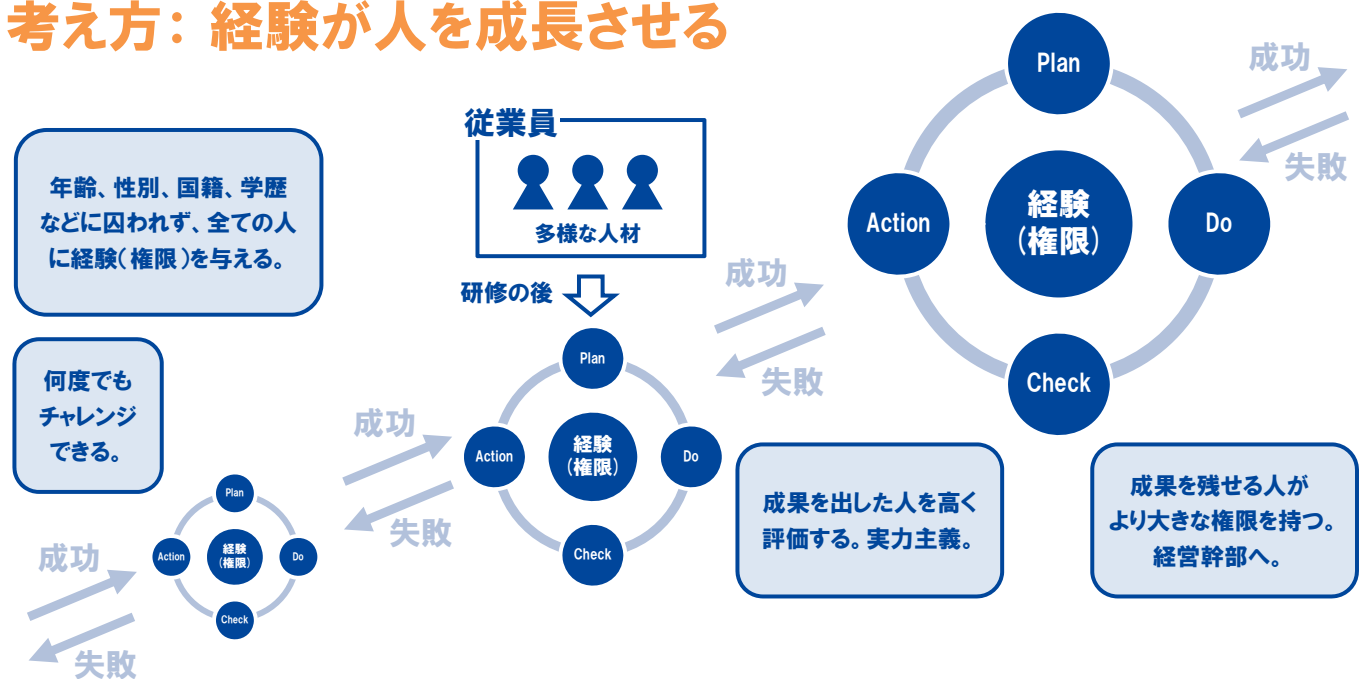 考え方：経験が人を成長させる
年齢、性別、国籍、学歴
などに囚われず、全ての人
に経験（権限）を与える。
何度でも
チャレンジ
できる。
従業員
多様な人材
研修の後
成功
失敗
Plan
Action
経験
（権限）
Do
Check
成功
失敗
Plan
Action
経験
（権限）
Do
Check
成功
失敗
Plan
Action
経験
（権限）
Do
Check
成功
失敗
成果を出した人を高く
評価する。実力主義。
成果を残せる人が
より大きな権限を持つ。
経営幹部へ。